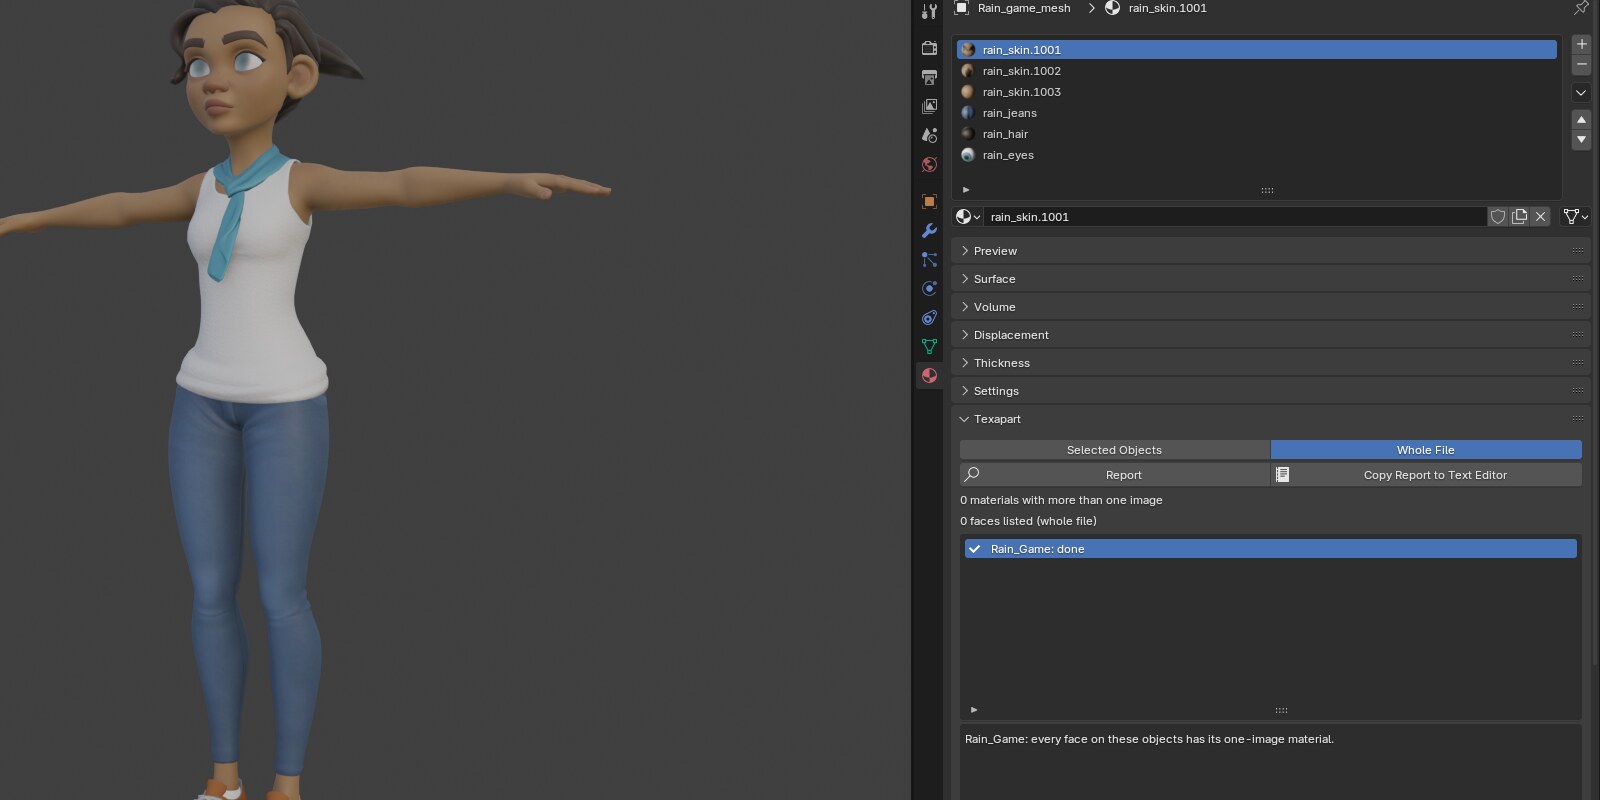 Rain_game_mesh > rain_skin.1001
rain_skin.1001
rain_skin.1002
rain_skin.1003
rain_jeans
rain_hair
rain_eyes
rain_skin.1001
Preview
Surface
Volume
Displacement
Thickness
Settings
Texapart
Selected Objects Whole File
Report Copy Report to Text Editor
0 materials with more than one image
0 faces listed (whole file)
Rain_Game: done
Rain_Game: every face on these objects has its one-image material.